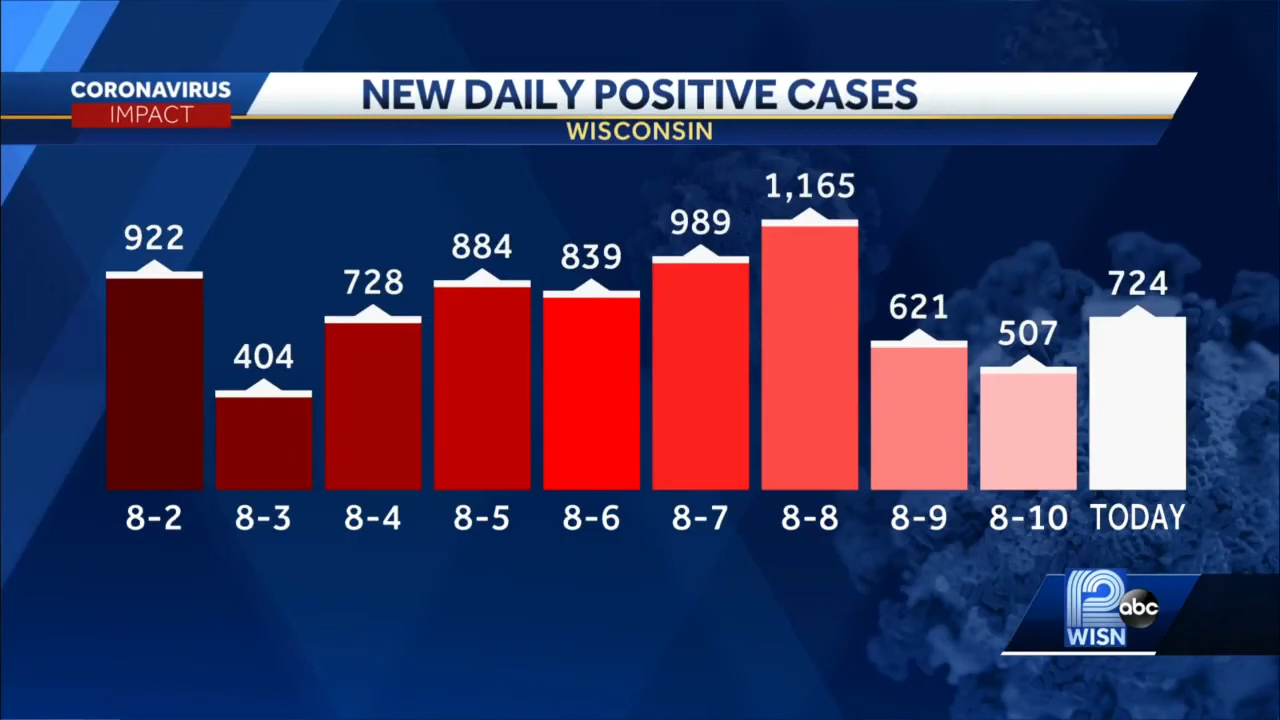 CORONAVIRUS
IMPACT
NEW DAILY POSITIVE CASES
WISCONSIN
922
404
728
884
839
989
1,165
621
507
724
8-2
8-3
8-4
8-5
8-6
8-7
8-8
8-9
8-10
TODAY
12
abc
WISN